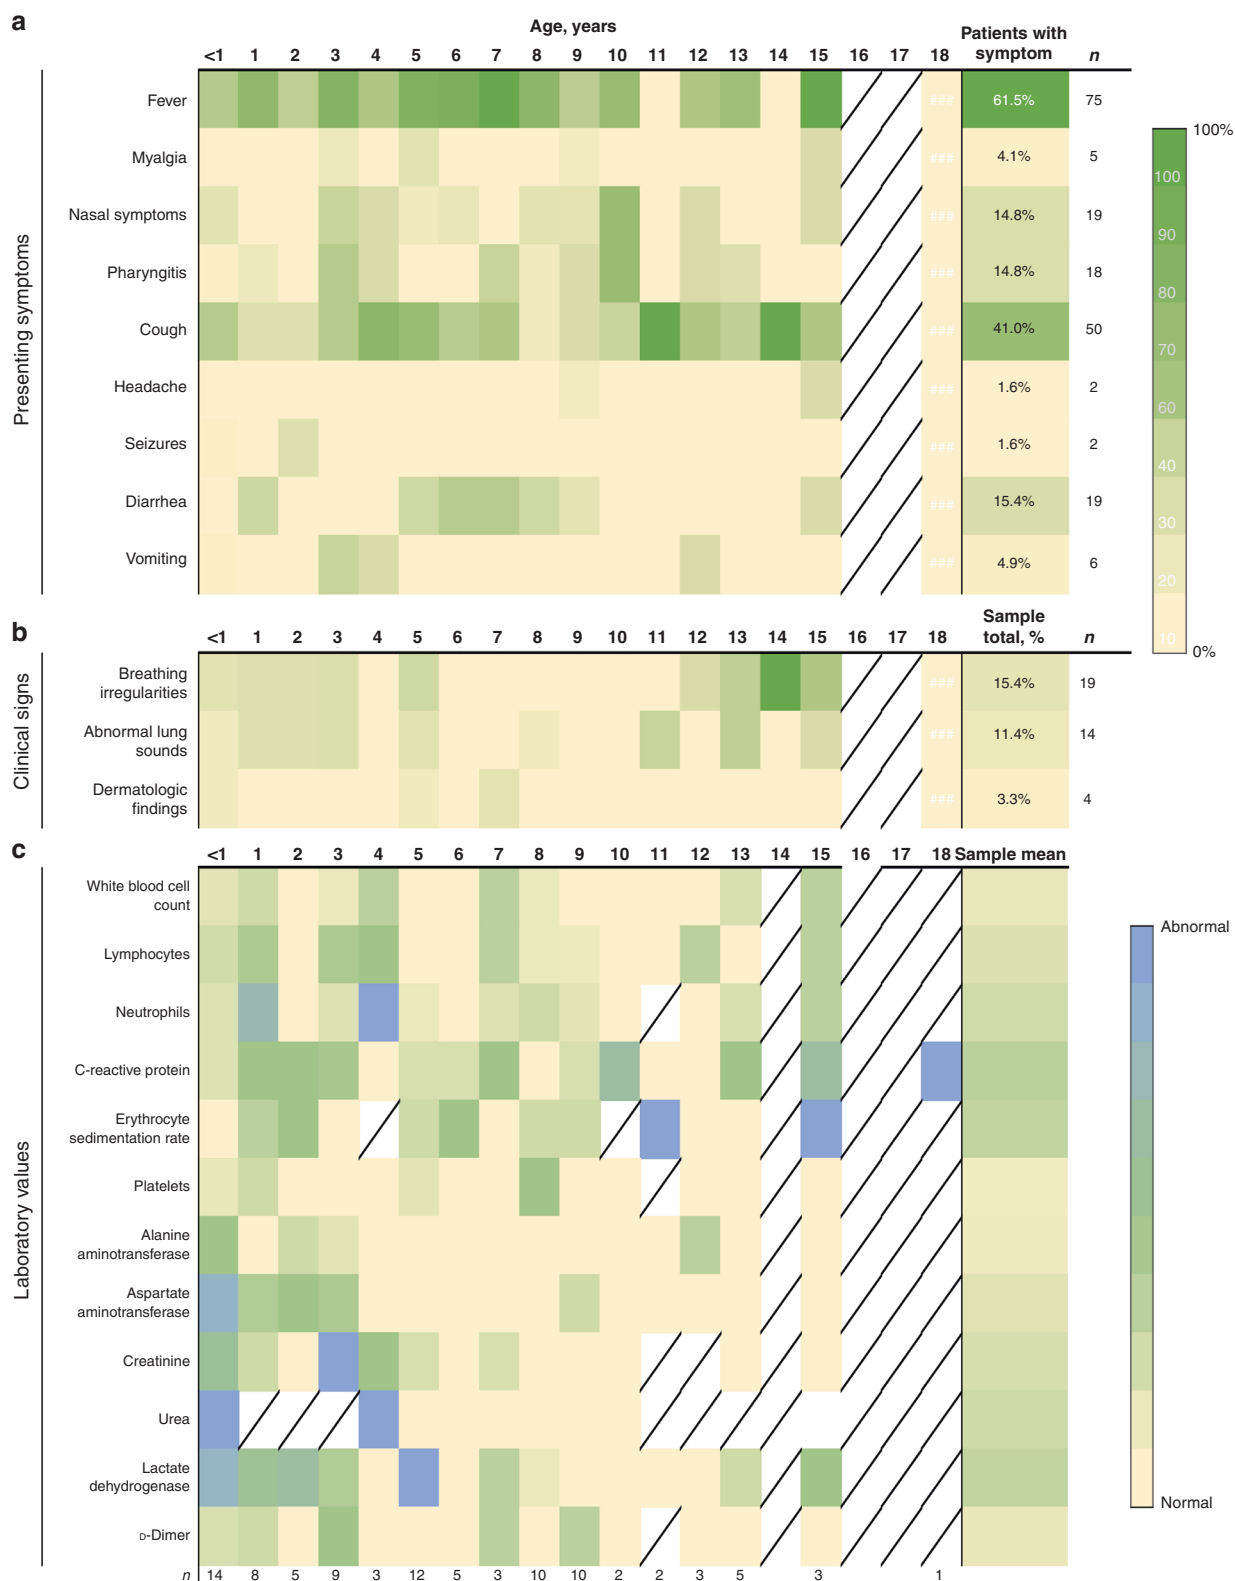 a
Age, years
Patients with
symptom
<1 1 2 3 4 5 6 7 8 9 10 11 12 13 14 15 16 17 18 n
Presenting symptoms
Fever ### 61.5% 75
Myalgia ### 4.1% 5
Nasal symptoms ### 14.8% 19
Pharyngitis ### 14.8% 18
Cough ### 41.0% 50
Headache ### 1.6% 2
Seizures ### 1.6% 2
Diarrhea ### 15.4% 19
Vomiting ### 4.9% 6
100%
100
90
80
70
60
40
30
20
10
0%
b
Sample
total, %
<1 1 2 3 4 5 6 7 8 9 10 11 12 13 14 15 16 17 18 n
Clinical signs
Breathing
irregularities ### 15.4% 19
Abnormal lung
sounds ### 11.4% 14
Dermatologic
findings ### 3.3% 4
c
<1 1 2 3 4 5 6 7 8 9 10 11 12 13 14 15 16 17 18 Sample mean
Laboratory values
White blood cell
count
Lymphocytes
Neutrophils
C-reactive protein
Erythrocyte
sedimentation rate
Platelets
Alanine
aminotransferase
Aspartate
aminotransferase
Creatinine
Urea
Lactate
dehydrogenase
D-Dimer
n 14 8 5 9 3 12 5 3 10 10 2 2 3 5 3 1
Abnormal
Normal